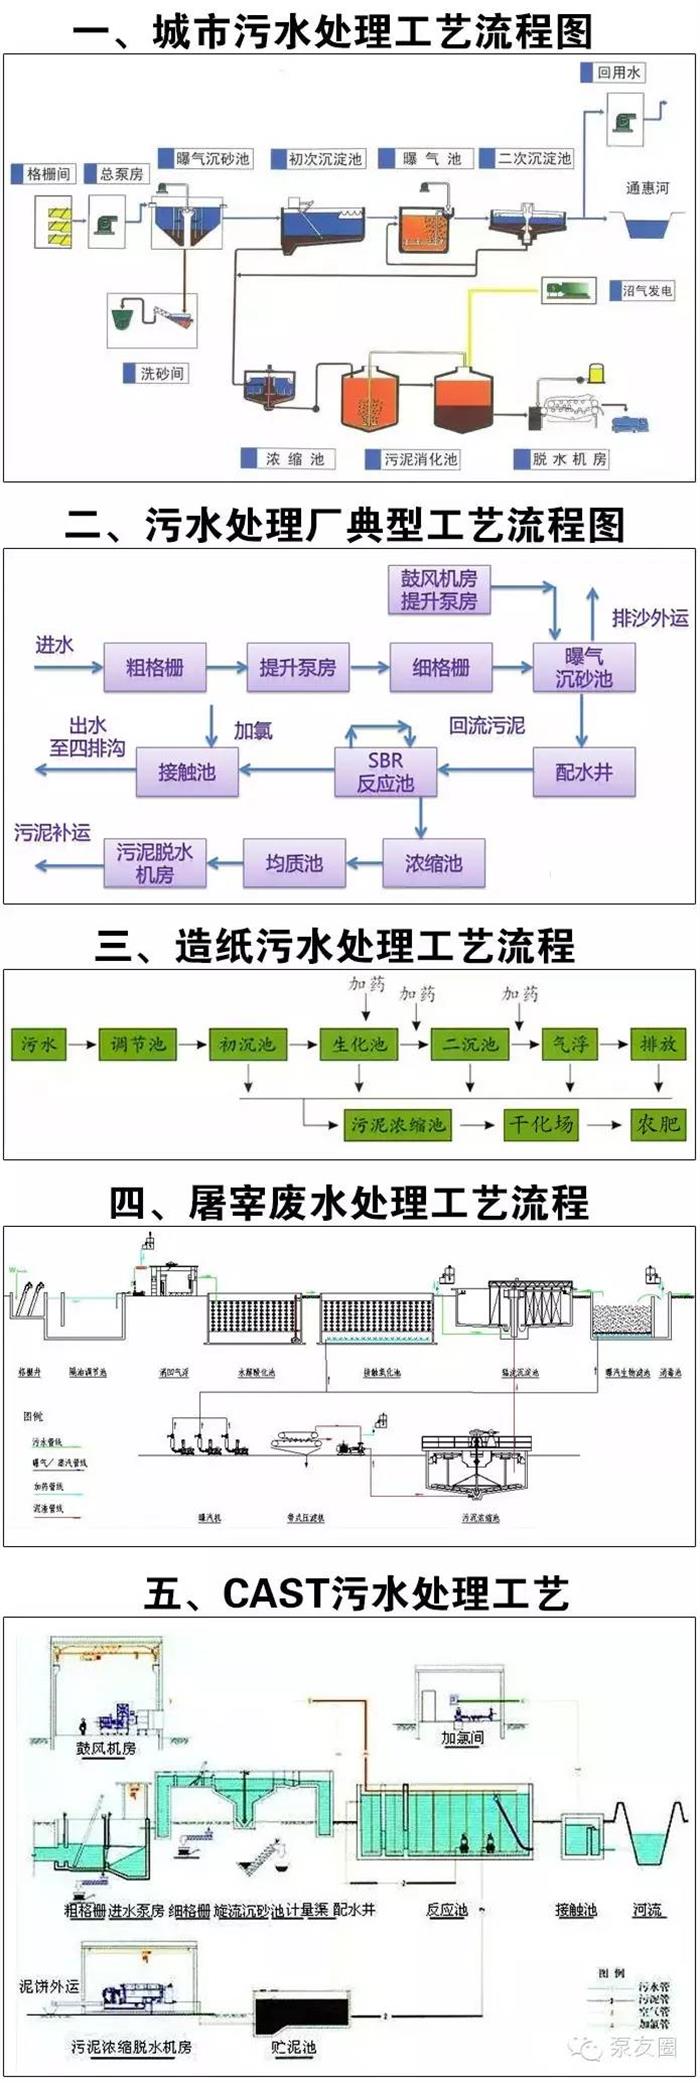 一、城市污水处理工艺流程图
回用水
格栅间
总泵房
曝气沉砂池
初次沉淀池
曝气池
二次沉淀池
通惠河
沼气发电
洗砂间
浓缩池
污泥消化池
脱水机房
二、污水处理厂典型工艺流程图
鼓风机房
提升泵房
排沙外运
进水
粗格栅
提升泵房
细格栅
曝气
沉砂池
出水
至四排沟
加氯
回流污泥
接触池
SBR
反应池
配水井
污泥补运
污泥脱水
机房
均质池
浓缩池
三、造纸污水处理工艺流程
加药
加药
加药
污水
调节池
初沉池
生化池
二沉池
气浮
排放
污泥浓缩池
干化场
农肥
四、屠宰废水处理工艺流程
格栅井
隔油调节池
涡凹气浮
水解酸化池
接触氧化池
曝汽生物滤池
消毒池
图例:
污水管线
加药管线
泥渣管线
曝汽机
带式压滤机
污泥浓缩池
五、CAST污水处理工艺
鼓风机房
加氯间
粗格栅
进水泵房
细格栅
旋流沉砂池
计量渠
配水井
反应池
接触池
河流
泥饼外运
污泥浓缩脱水机房
贮泥池
图 例
污水管
污泥管
空气管
加氯管
泵友圈